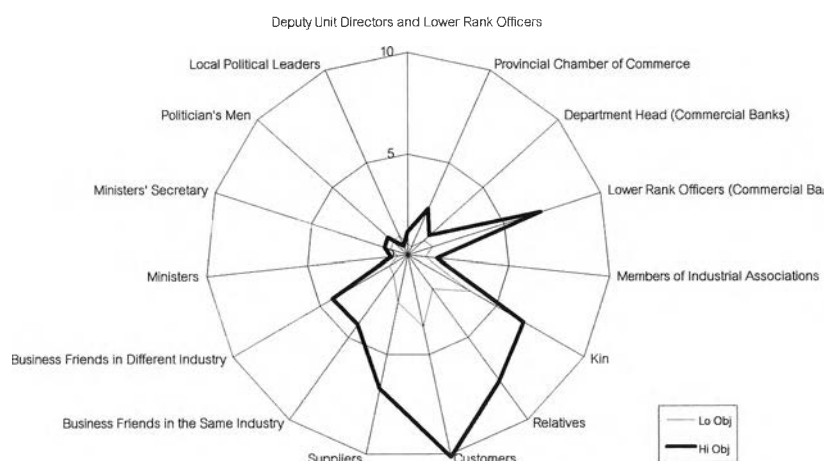 Deputy Unit Directors and Lower Rank Officers
10
Local Political Leaders
Provincial Chamber of Commerce
Politician's Men
Department Head (Commercial Banks)
5
Ministers' Secretary
Lower Rank Officers (Commercial Ba
Ministers
Members of Industrial Associations
Business Friends in Different Industry
Kin
Business Friends in the Same Industry
Relatives
Suppliers
Customers
Lo Obj
Hi Obj